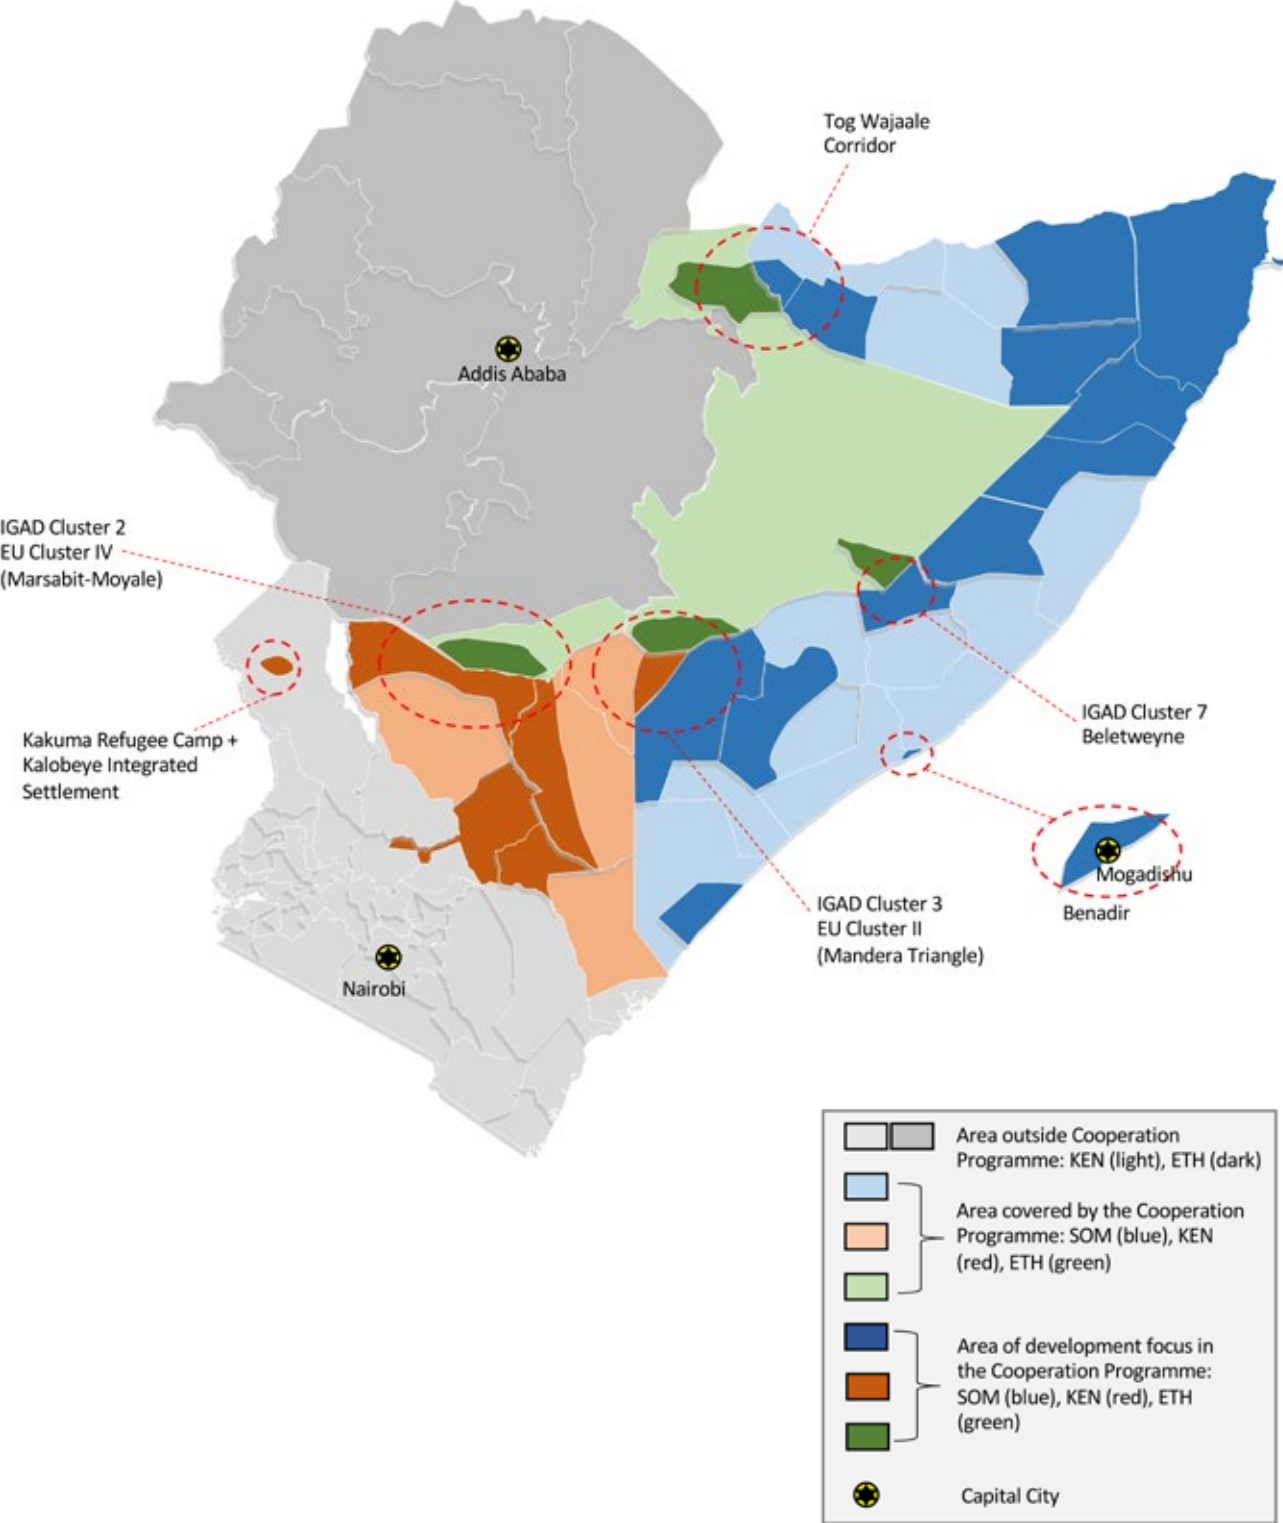 Tog Wajaale
Corridor
Addis Ababa
IGAD Cluster 2
EU Cluster IV
(Marsabit-Moyale)
Kakuma Refugee Camp +
Kalobeye Integrated
Settlement
IGAD Cluster 7
Beletweyne
Mogadishu
Benadir
IGAD Cluster 3
EU Cluster II
(Mandera Triangle)
Nairobi
Area outside Cooperation
Programme: KEN (light), ETH (dark)
Area covered by the Cooperation
Programme: SOM (blue), KEN
(red), ETH (green)
Area of development focus in
the Cooperation Programme:
SOM (blue), KEN (red), ETH
(green)
Capital City